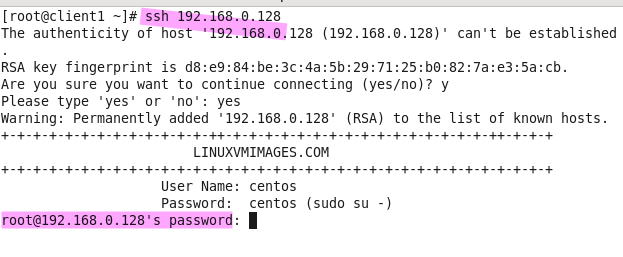 [root@client1 ~]# ssh 192.168.0.128
The authenticity of host '192.168.0.128 (192.168.0.128)' can't be established
.
RSA key fingerprint is d8:e9:84:be:3c:4a:5b:29:71:25:b0:82:7a:e3:5a:cb.
Are you sure you want to continue connecting (yes/no)? y
Please type 'yes' or 'no': yes
Warning: Permanently added '192.168.0.128' (RSA) to the list of known hosts.
+-+-+-+-+-+-+-+-+-+-+-+-+-++-+-+-+-+-+-+-+-+-+-+-+-+-+-+-+-++-+-+-+-+
LINUXVMIMAGES.COM
+-+-+-+-+-+-+-+-+-+-+-+-+-+-+-+-+-+-+-+-+-+-+-+-+-+-+-+-+-+-+-+-+-+-+
User Name: centos
Password:  centos (sudo su -)
root@192.168.0.128's password: